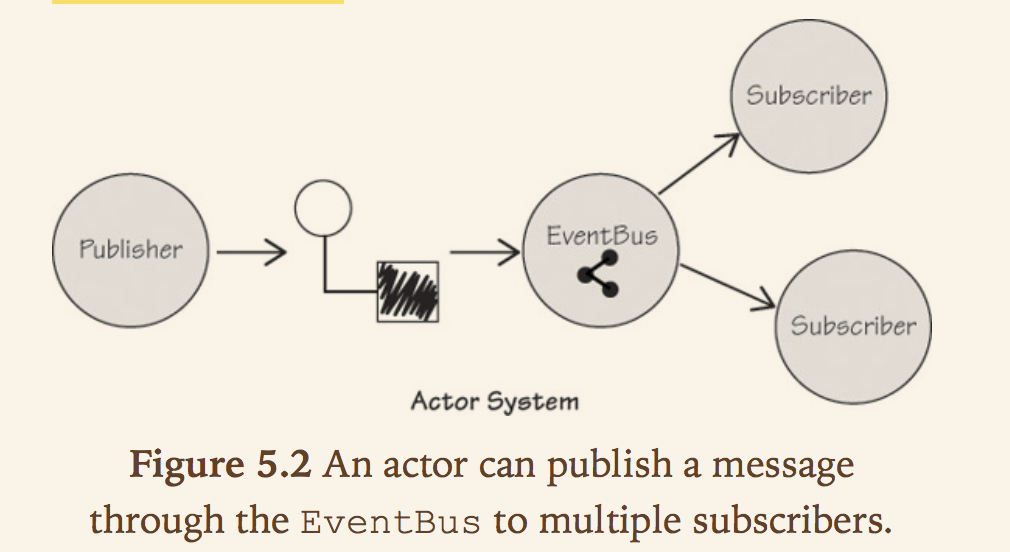 Subscriber
Publisher
EventBus
Subscriber
Actor System
Figure 5.2 An actor can publish a message
through the EventBus to multiple subscribers.